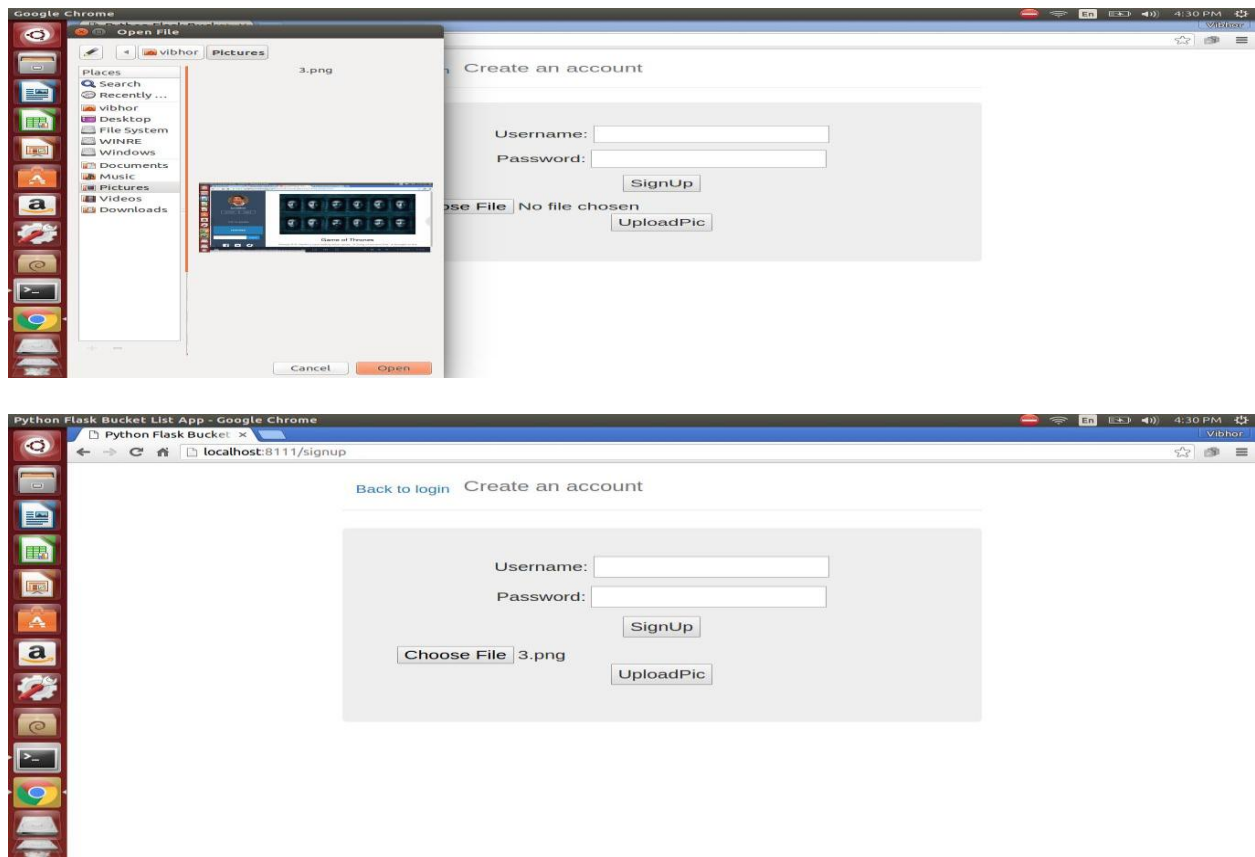 Google Chrome
En 4:30 PM
Open File
Vibhor
vibhor Pictures
Places
Search
Recently ...
vibhor
Desktop
File System
WINRE
Windows
Documents
Music
Pictures
Videos
Downloads
3.png
Game of Thrones
Cancel Open
Create an account
Username:
Password:
SignUp
se File No file chosen
UploadPic
Python Flask Bucket List App - Google Chrome
En 4:30 PM
Python Flask Bucket
Vibhor
localhost:8111/signup
Back to login Create an account
Username:
Password:
SignUp
Choose File 3.png
UploadPic